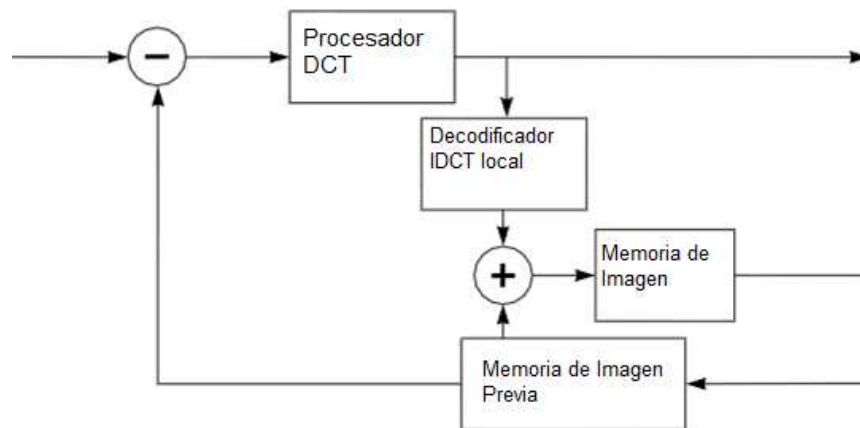 Procesador
DCT
Decodificador
IDCT local
Memoria de
Imagen
Memoria de Imagen
Previa